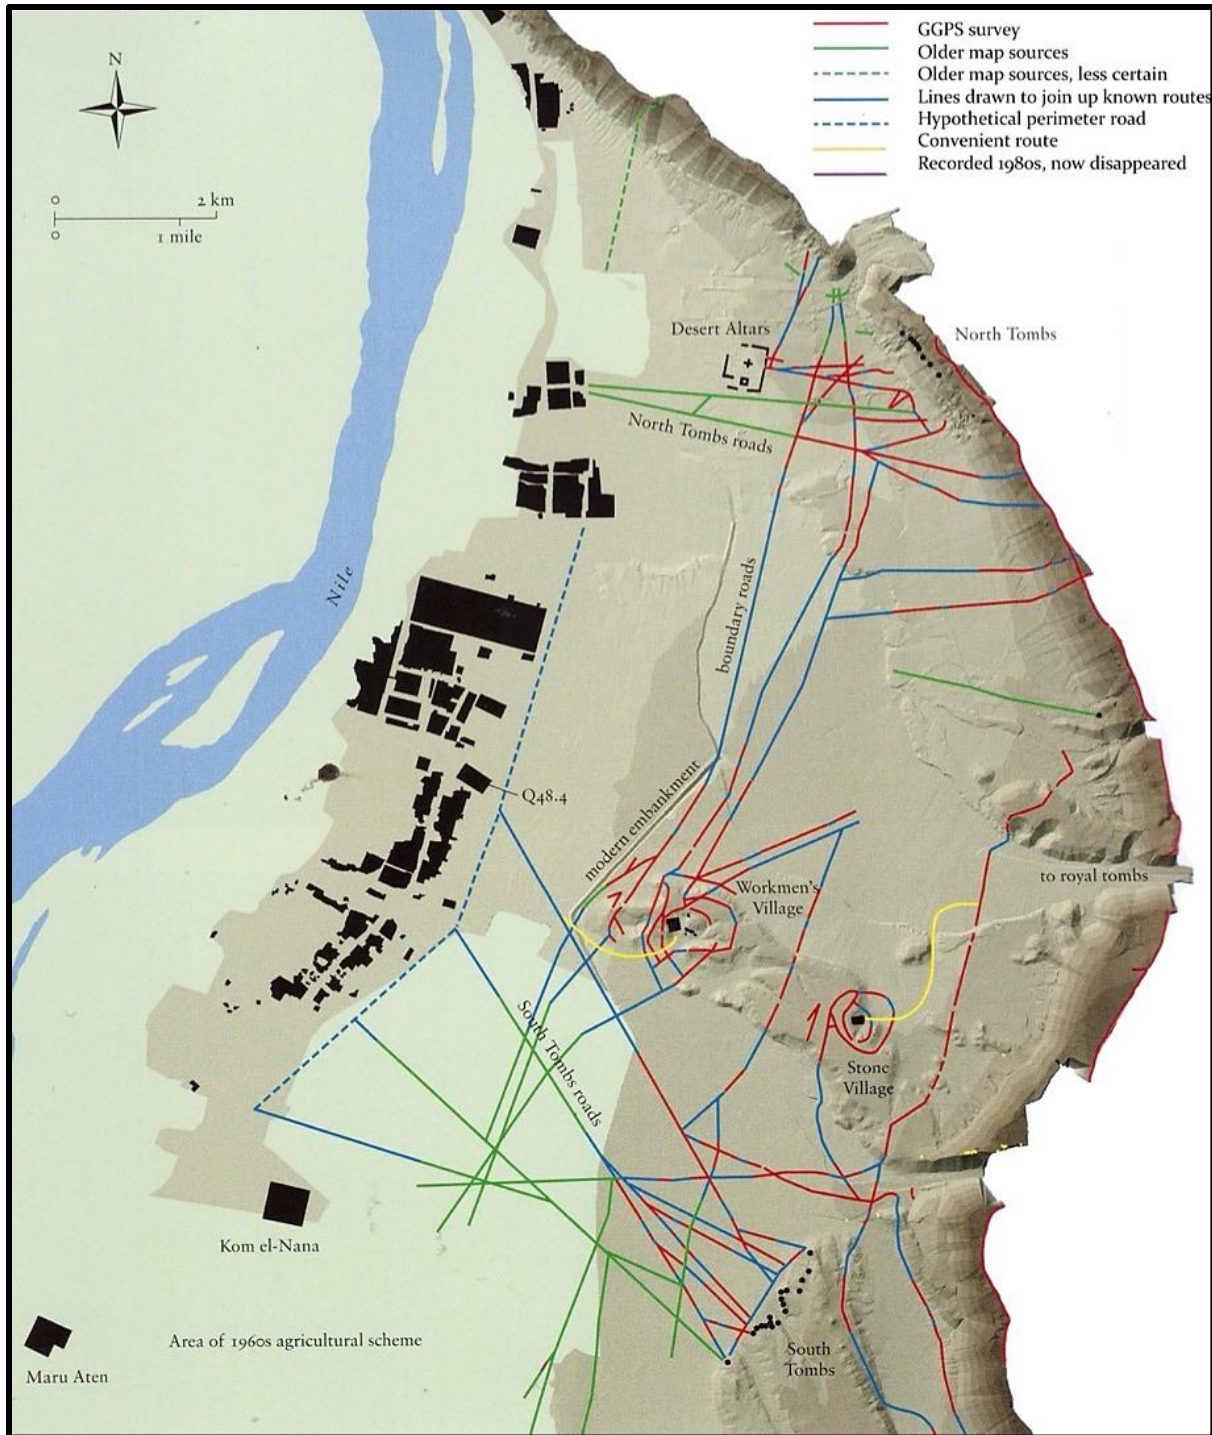 GGPS survey
Older map sources
Older map sources, less certain
Lines drawn to join up known routes
Hypothetical perimeter road
Convenient route
Recorded 1980s, now disappeared
N
0
2 km
0
1 mile
Desert Altars
North Tombs
North Tombs roads
Nile
boundary roads
Q48.4
modern embankment
Workmen's
Village
to royal tombs
South Tombs roads
Stone
Village
Kom el-Nana
Area of 1960s agricultural scheme
South
Tombs
Maru Aten